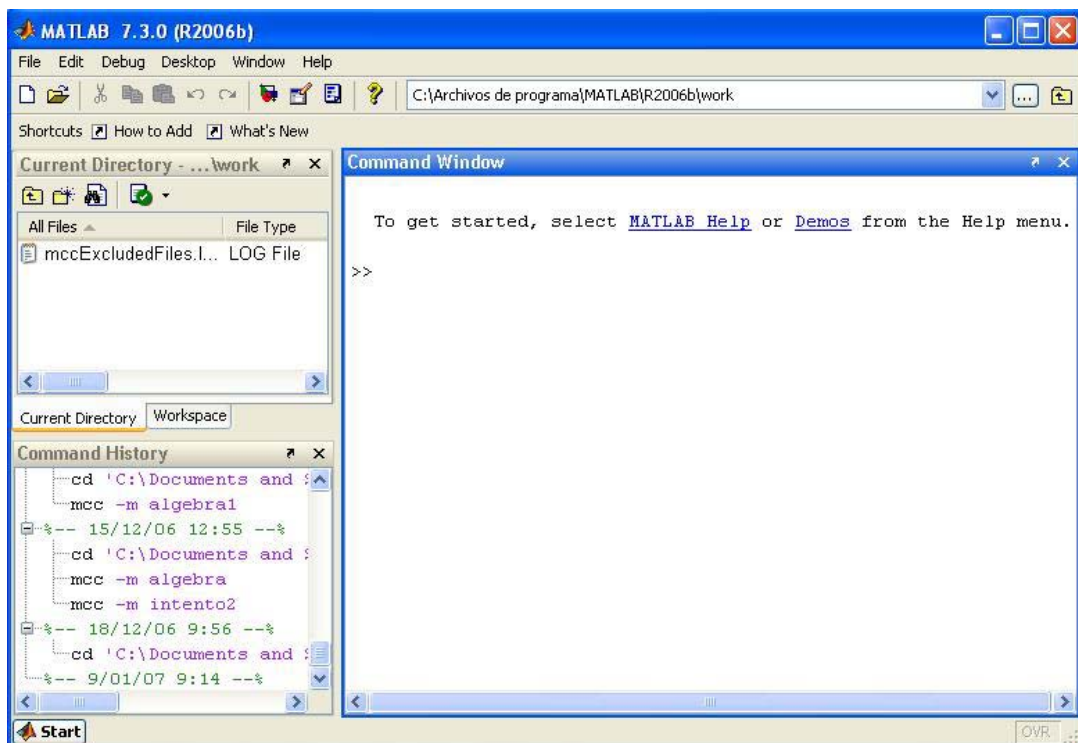 MATLAB 7.3.0 (R2006b)
File Edit Debug Desktop Window Help
C:\Archivos de programa\MATLAB\R2006b\work
Shortcuts How to Add What's New
Current Directory - ...\work
All Files File Type
mccExcludedFiles.l... LOG File
Current Directory Workspace
Command History
cd 'C:\Documents and S
mcc -m algebra1
%-- 15/12/06 12:55 --%
cd 'C:\Documents and S
mcc -m algebra
mcc -m intento2
%-- 18/12/06 9:56 --%
cd 'C:\Documents and S
%-- 9/01/07 9:14 --%
Command Window
To get started, select MATLAB Help or Demos from the Help menu.
>>
Start
OVR